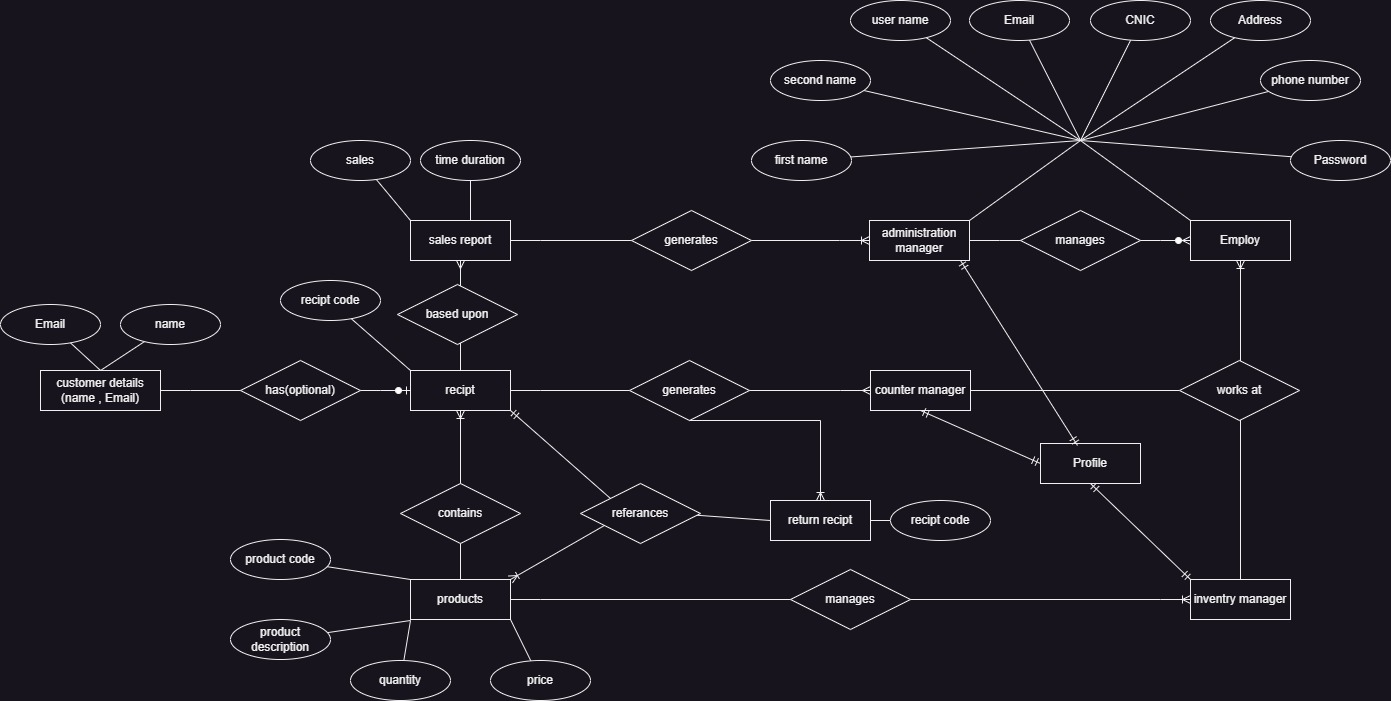 user name
Email
CNIC
Address
second name
phone number
first name
Password
sales
time duration
sales report
generates
administration
manager
manages
Employ
recipt code
based upon
Email
name
customer details
(name , Email)
has(optional)
recipt
generates
counter manager
works at
Profile
contains
referances
return recipt
recipt code
product code
products
manages
inventry manager
product
description
quantity
price